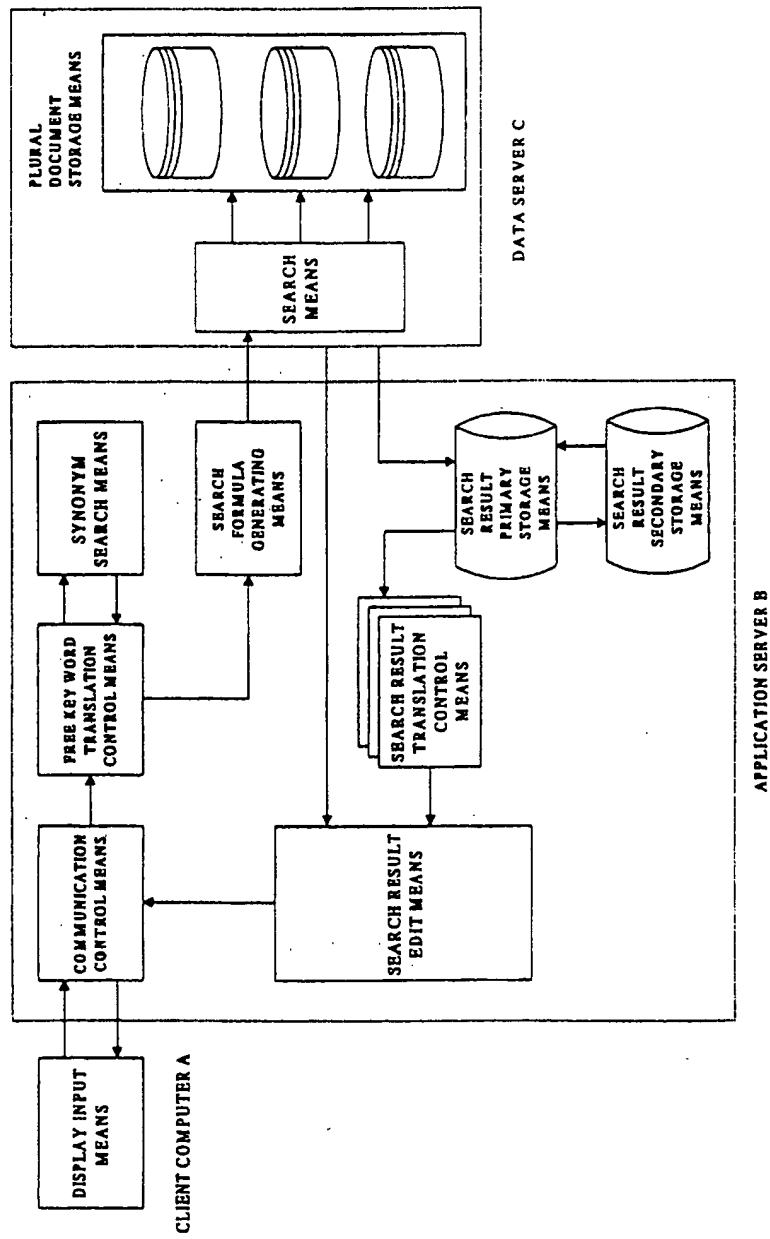 DISPLAY INPUT
MEANS
CLIENT COMPUTER A
COMMUNICATION
CONTROL MEANS
FREE KEY WORD
TRANSLATION
CONTROL MEANS
SYNONYM
SEARCH MEANS
SEARCH
FORMULA
GENERATING
MEANS
SEARCH RESULT
EDIT MEANS
SEARCH RESULT
TRANSLATION
CONTROL
MEANS
SEARCH
RESULT
PRIMARY
STORAGE
MEANS
SEARCH
RESULT
SECONDARY
STORAGE
MEANS
APPLICATION SERVER B
SEARCH
MEANS
PLURAL
DOCUMENT
STORAGE MEANS
DATA SERVER C